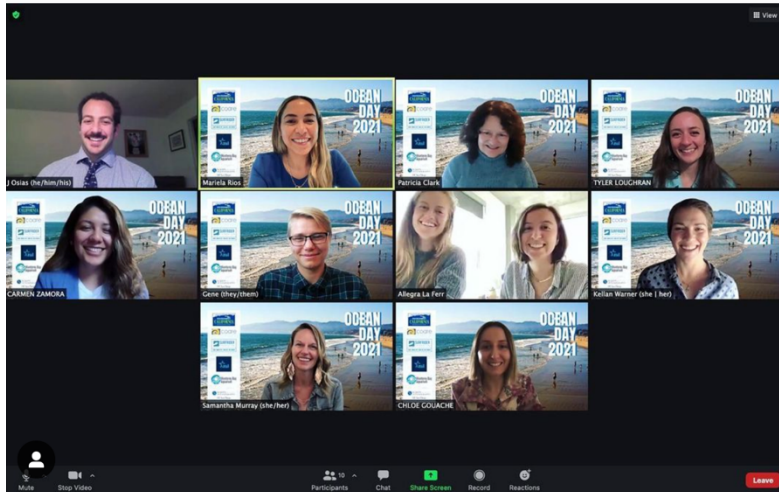 View
J Osias (he/him/his)
OCEAN
DAY
2021
Mariela Rios
OCEAN
DAY
2021
Patricia Clark
OCEAN
DAY
2021
TYLER LOUGHRAN
OCEAN
DAY
2021
CARMEN ZAMORA
OCEAN
DAY
2021
Gene (they/them)
Allegra La Ferr
OCEAN
DAY
2021
Kellan Warner (she | her)
OCEAN
DAY
2021
Samantha Murray (she/her)
OCEAN
DAY
2021
CHLOE GOUACHE
10
Mute
Stop Video
Participants
Chat
Share Screen
Record
Reactions
Leave